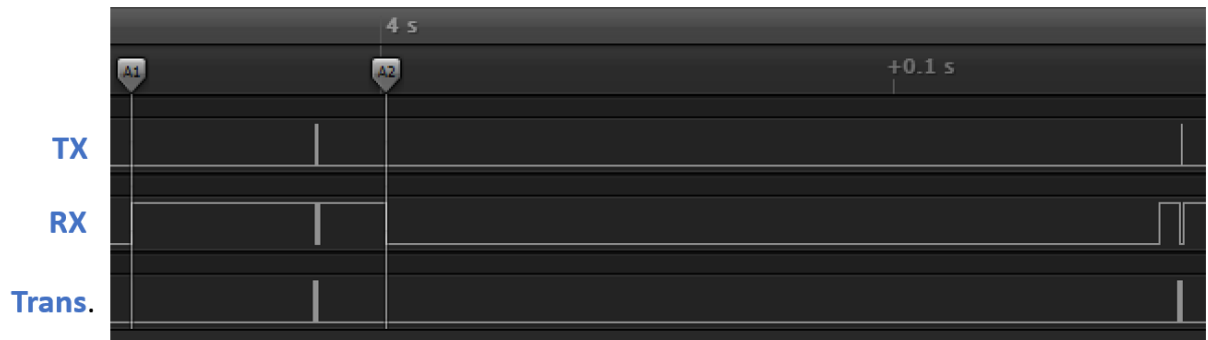 4 s
A1
A2
+0.1 s
TX
RX
Trans.